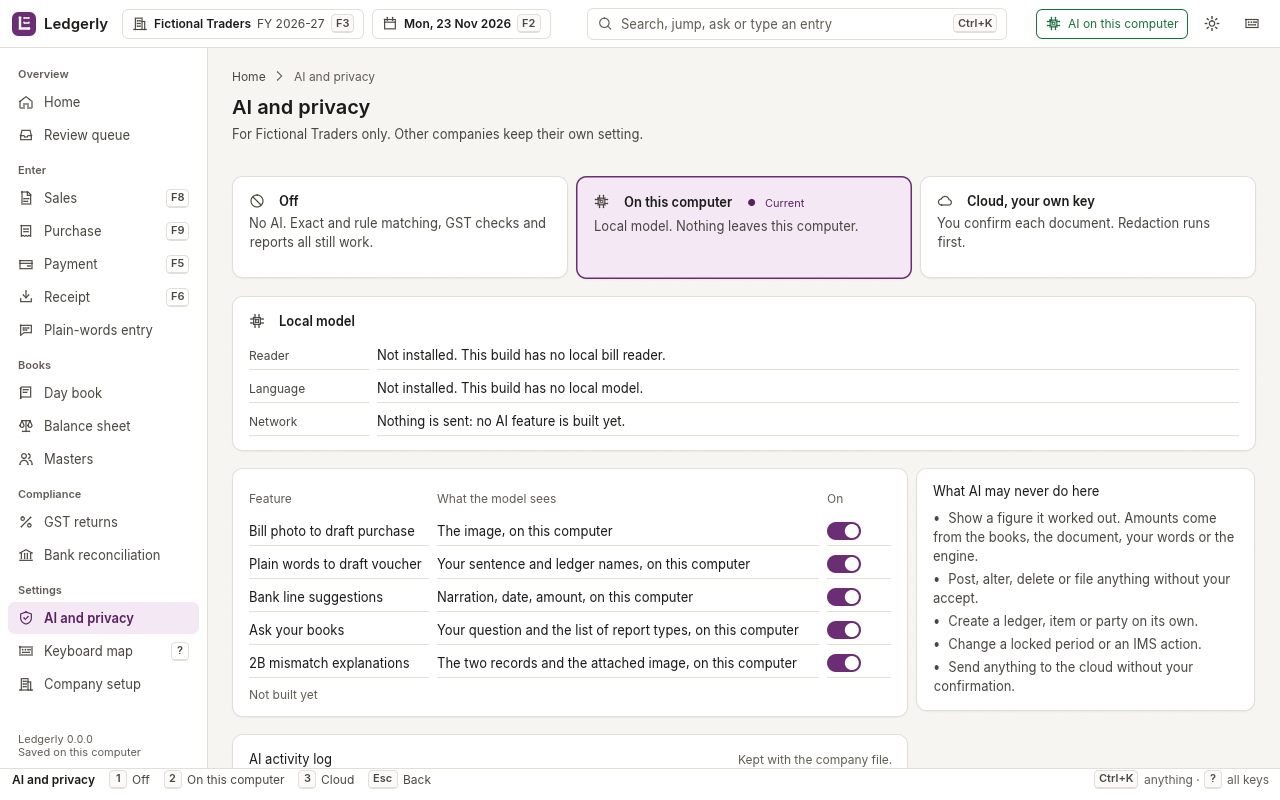 Ledgerly
Fictional Traders FY 2026-27 F3
Mon, 23 Nov 2026 F2
Search, jump, ask or type an entry Ctrl+K
AI on this computer
Overview
Home
Review queue
Enter
Sales F8
Purchase F9
Payment F5
Receipt F6
Plain-words entry
Books
Day book
Balance sheet
Masters
Compliance
GST returns
Bank reconciliation
Settings
AI and privacy
Keyboard map ?
Company setup
Ledgerly 0.0.0
Saved on this computer
Home > AI and privacy
AI and privacy
For Fictional Traders only. Other companies keep their own setting.
Off
No AI. Exact and rule matching, GST checks and
reports all still work.
On this computer • Current
Local model. Nothing leaves this computer.
Cloud, your own key
You confirm each document. Redaction runs
first.
Local model
Reader Not installed. This build has no local bill reader.
Language Not installed. This build has no local model.
Network Nothing is sent: no AI feature is built yet.
Feature What the model sees On
Bill photo to draft purchase The image, on this computer
Plain words to draft voucher Your sentence and ledger names, on this computer
Bank line suggestions Narration, date, amount, on this computer
Ask your books Your question and the list of report types, on this computer
2B mismatch explanations The two records and the attached image, on this computer
Not built yet
What AI may never do here
• Show a figure it worked out. Amounts come
from the books, the document, your words or the
engine.
• Post, alter, delete or file anything without your
accept.
• Create a ledger, item or party on its own.
• Change a locked period or an IMS action.
• Send anything to the cloud without your
confirmation.
AI activity log Kept with the company file.
AI and privacy 1 Off 2 On this computer 3 Cloud Esc Back
Ctrl+K anything · ? all keys